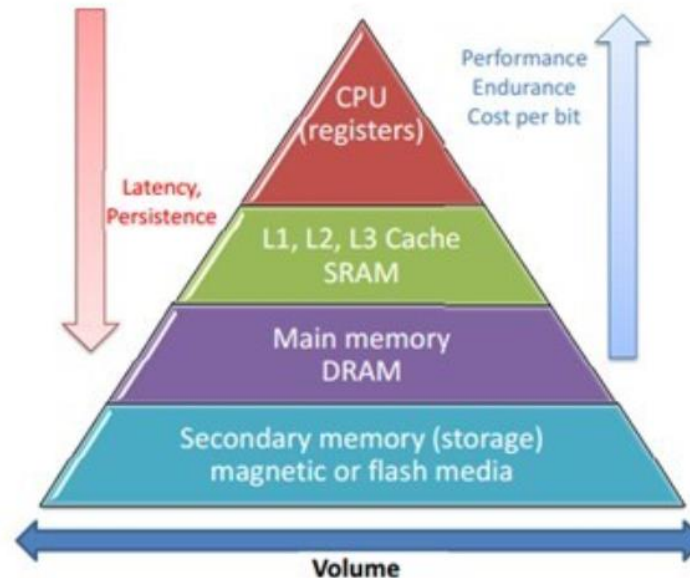 Performance
Endurance
Cost per bit
CPU
(registers)
Latency,
Persistence
L1, L2, L3 Cache
SRAM
Main memory
DRAM
Secondary memory (storage)
magnetic or flash media
Volume